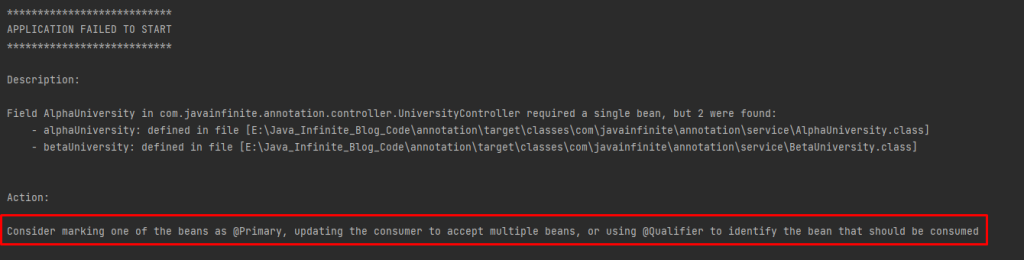 ***************************
APPLICATION FAILED TO START
***************************
Description:
Field AlphaUniversity in com.javainfinite.annotation.controller.UniversityController required a single bean, but 2 were found:
- alphaUniversity: defined in file [E:\Java_Infinite_Blog_Code\annotation\target\classes\com\javainfinite\annotation\service\AlphaUniversity.class]
- betaUniversity: defined in file [E:\Java_Infinite_Blog_Code\annotation\target\classes\com\javainfinite\annotation\service\BetaUniversity.class]
Action:
Consider marking one of the beans as @Primary, updating the consumer to accept multiple beans, or using @Qualifier to identify the bean that should be consumed